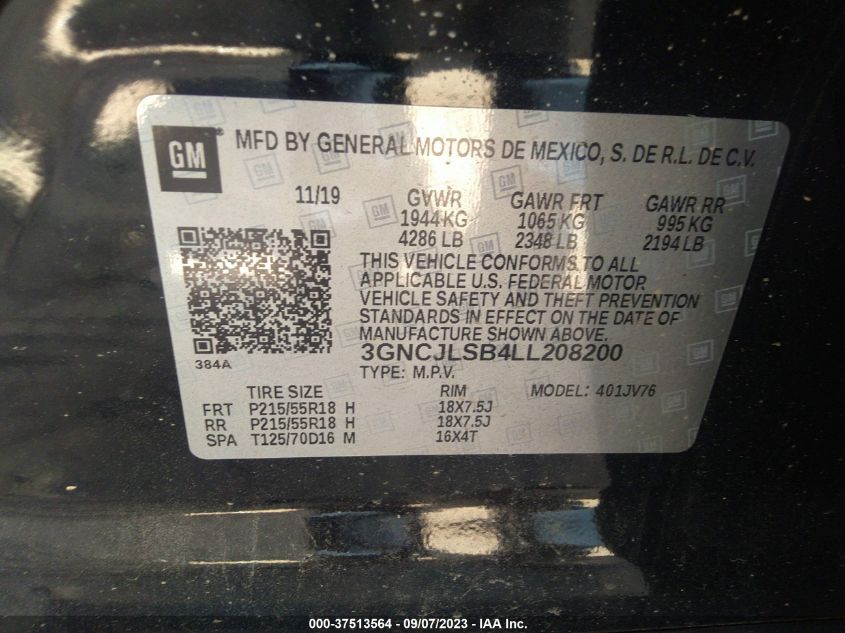 GM ® MFD BY GENERAL MOTORS DE MEXICO, S. DE R.L. DE C.V.
11/19 GVWR GAWR FRT GAWR RR
1944 KG 1065 KG 995 KG
4286 LB 2348 LB 2194 LB
THIS VEHICLE CONFORMS TO ALL
APPLICABLE U.S. FEDERAL MOTOR
VEHICLE SAFETY AND THEFT PREVENTION
STANDARDS IN EFFECT ON THE DATE OF
MANUFACTURE SHOWN ABOVE.
384A 3GNCJLSB4LL208200
TYPE: M.P.V.
TIRE SIZE RIM MODEL: 401JV76
FRT P215/55R18 H 18X7.5J
RR P215/55R18 H 18X7.5J
SPA T125/70D16 M 16X4T
000-37513564 - 09/07/2023 - IAA Inc.